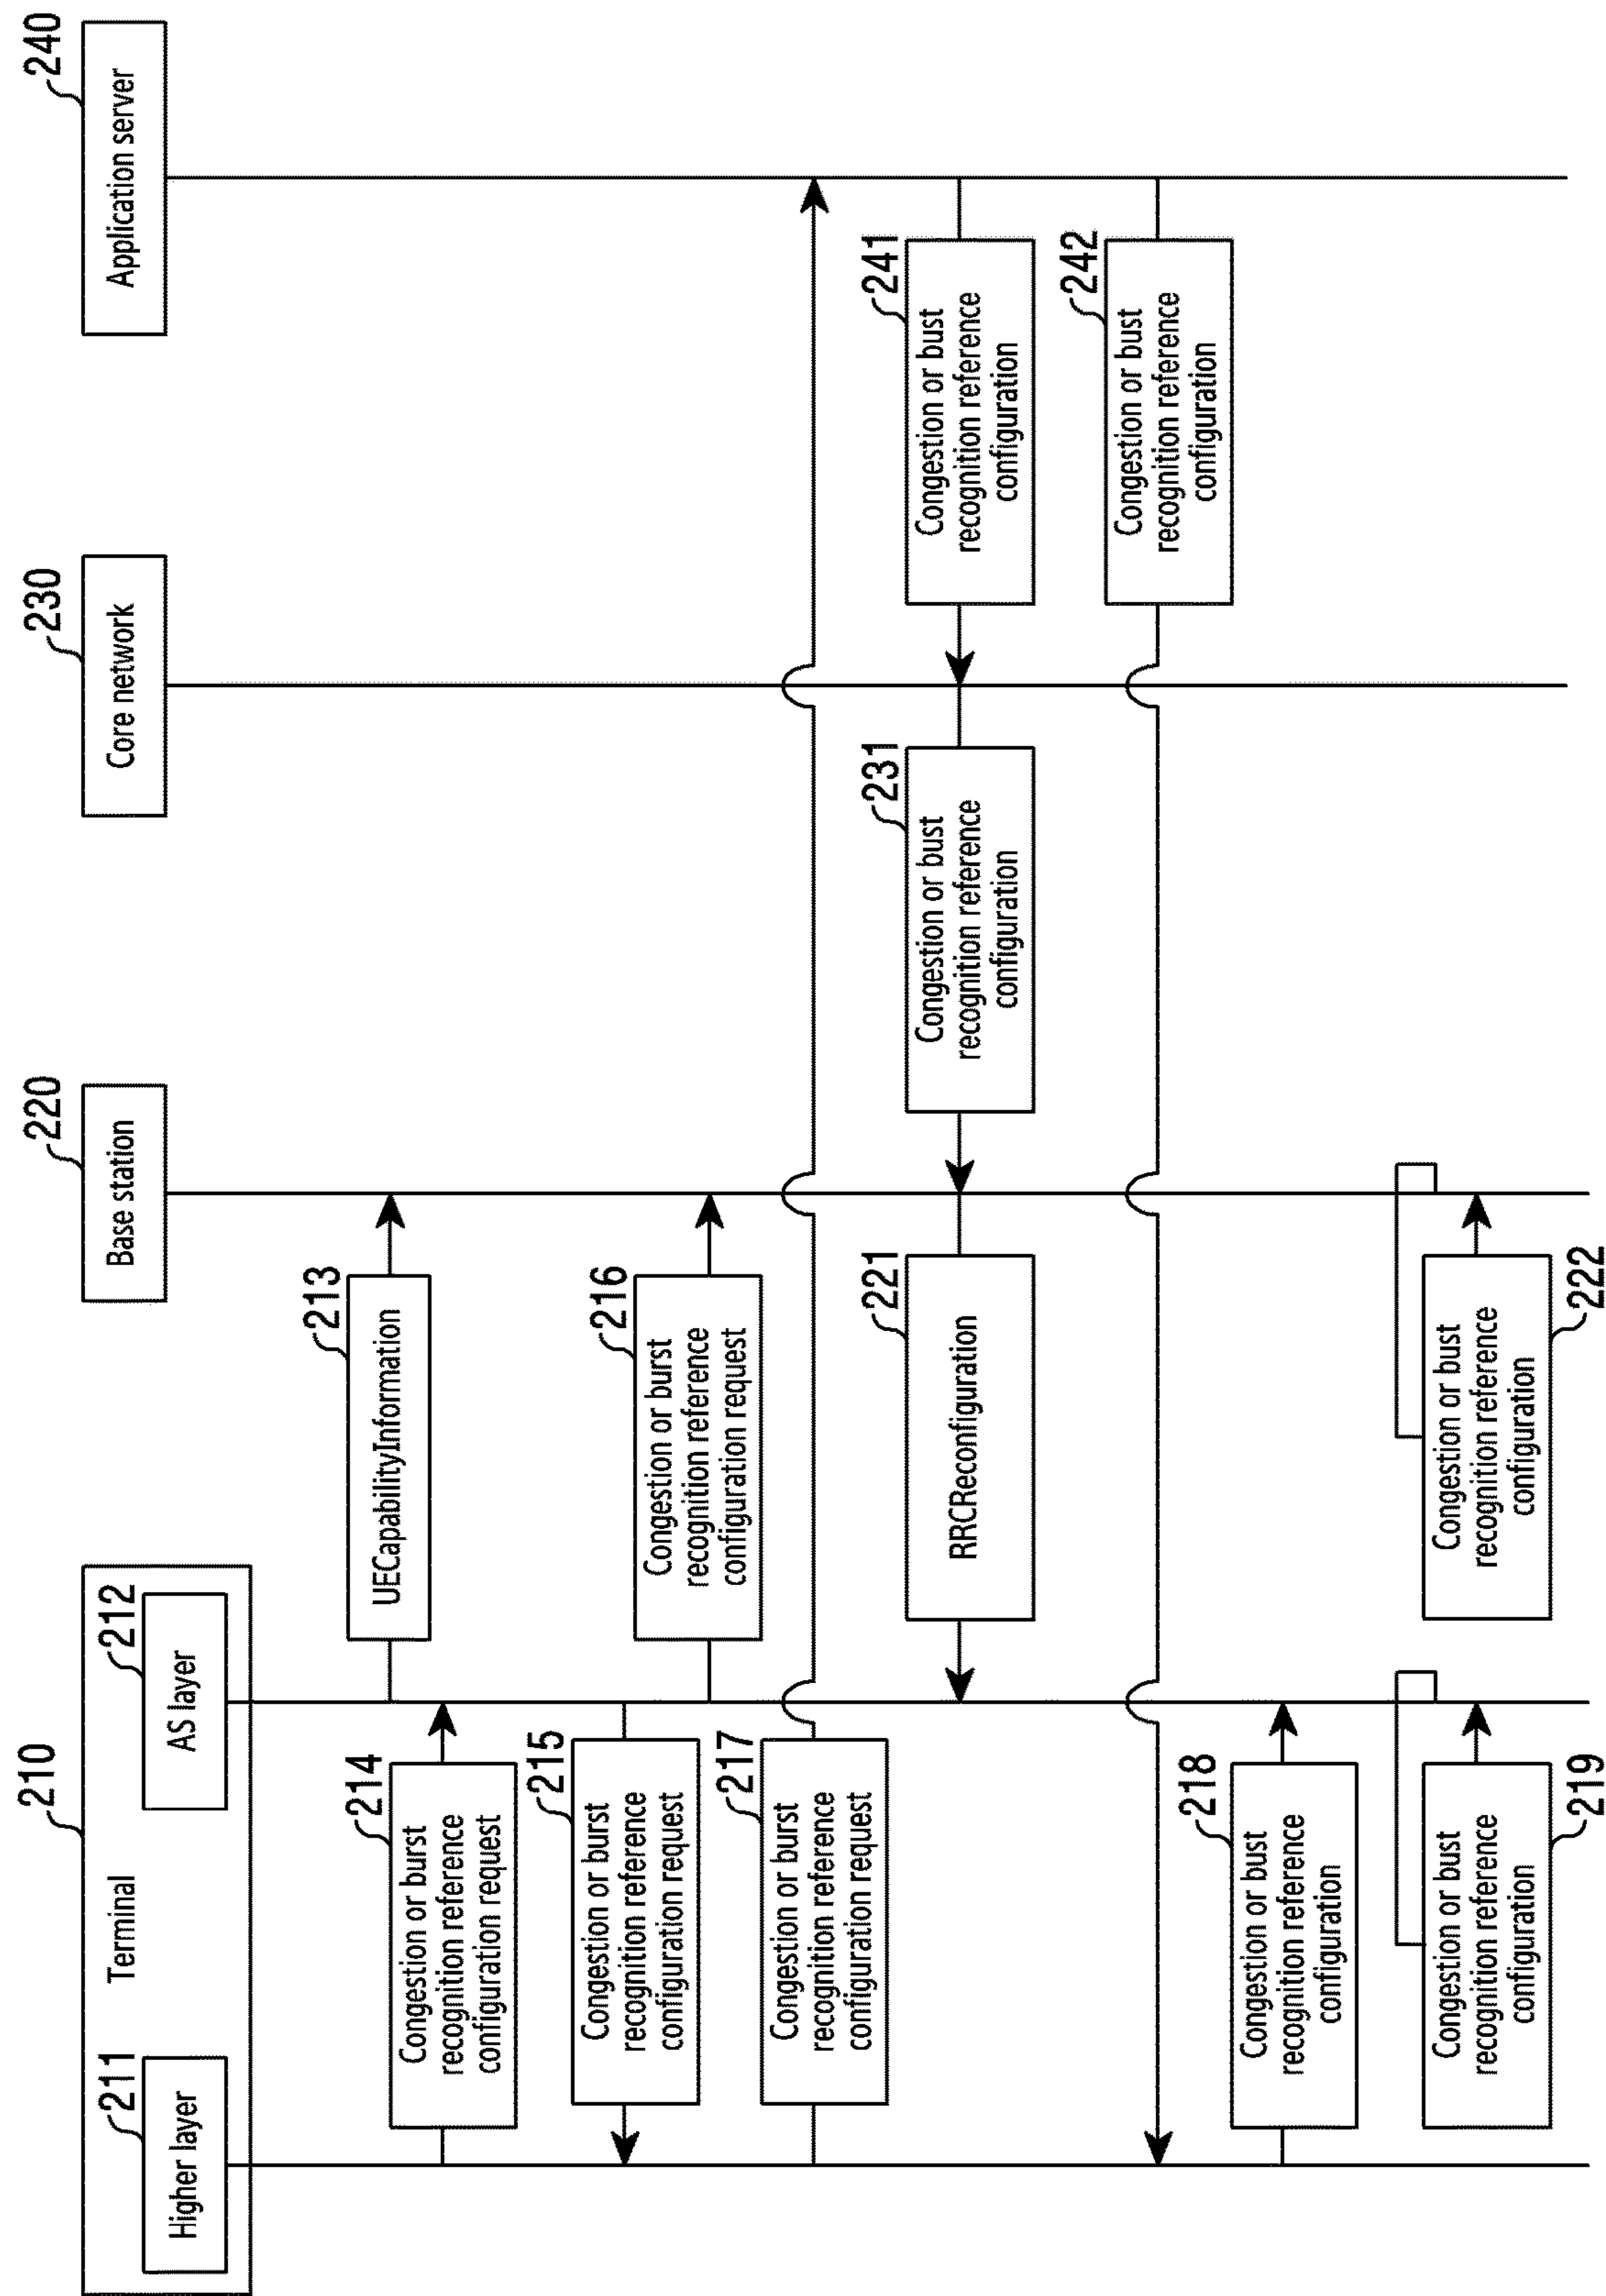 210
Terminal
211
Higher layer
212
AS layer
220
Base station
230
Core network
240
Application server
213
UECapabilityInformation
214
Congestion or burst
recognition reference
configuration request
215
Congestion or burst
recognition reference
configuration request
216
Congestion or burst
recognition reference
configuration request
217
Congestion or burst
recognition reference
configuration request
221
RRCReconfiguration
231
Congestion or bust
recognition reference
configuration
241
Congestion or bust
recognition reference
configuration
242
Congestion or bust
recognition reference
configuration
218
Congestion or bust
recognition reference
configuration
Congestion or bust
recognition reference
configuration
219
Congestion or bust
recognition reference
configuration
222